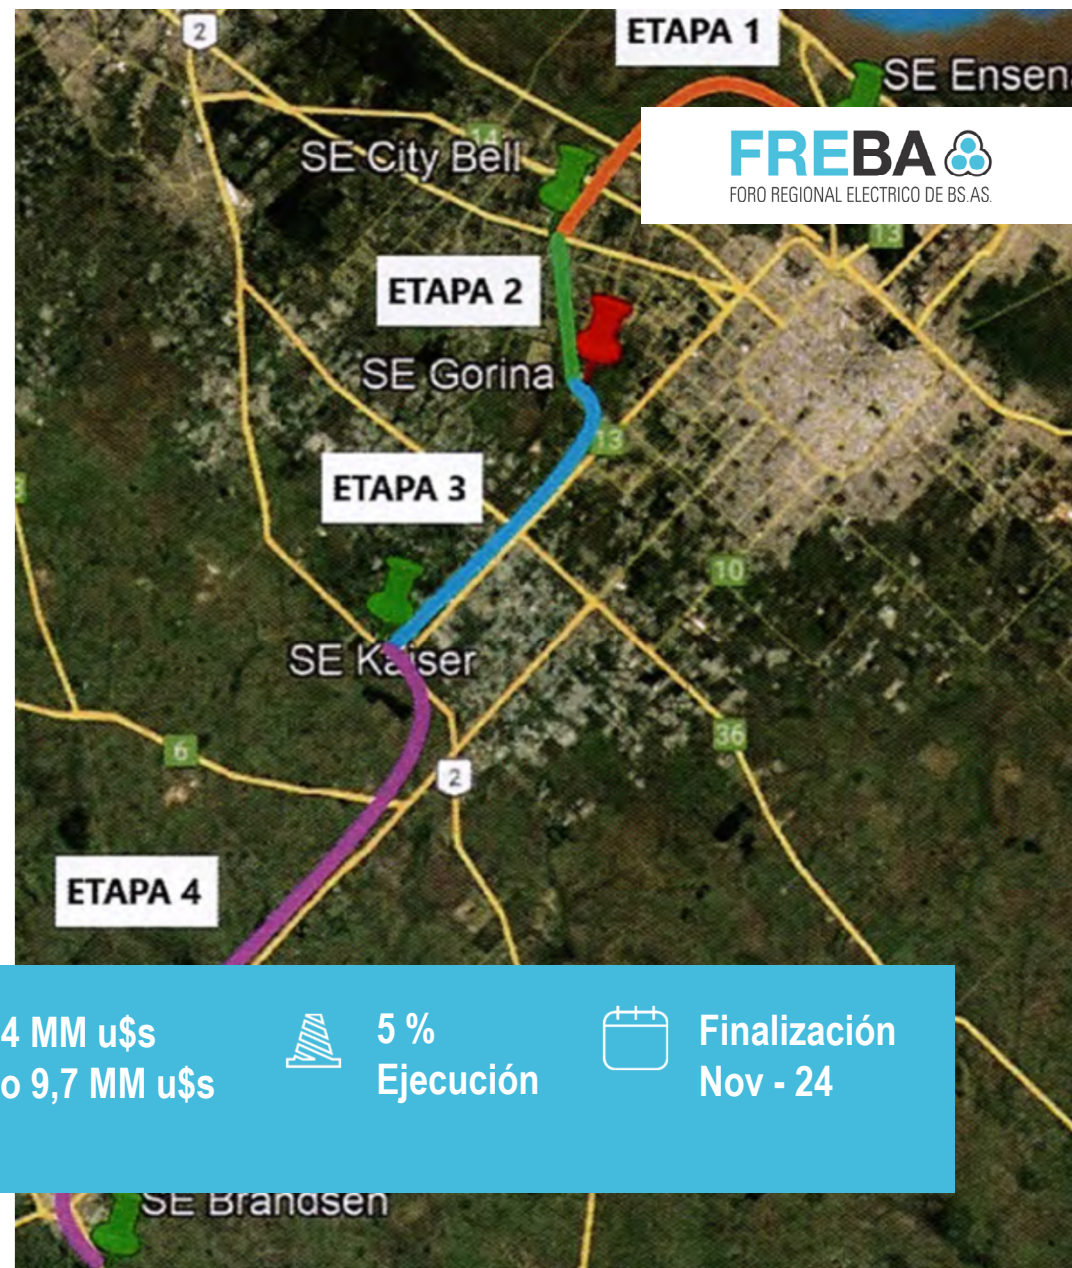 2
ETAPA 1
SE Ensen
FREBA
FORO REGIONAL ELECTRICO DE BS.AS.
14
SE City Bell
13
ETAPA 2
SE Gorina
13
ETAPA 3
10
SE Kaiser
36
6
2
ETAPA 4
4 MM u$s
o 9,7 MM u$s
5 %
Ejecución
Finalización
Nov - 24
SE Brandsen